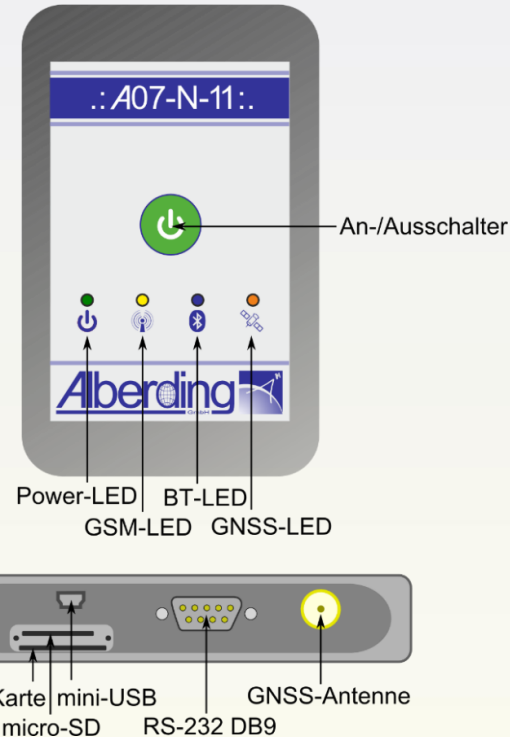 .:A07-N-11:.
An-/Ausschalter
Alberding
GmbH
Power-LED
BT-LED
GSM-LED
GNSS-LED
Karte
mini-USB
GNSS-Antenne
micro-SD
RS-232 DB9